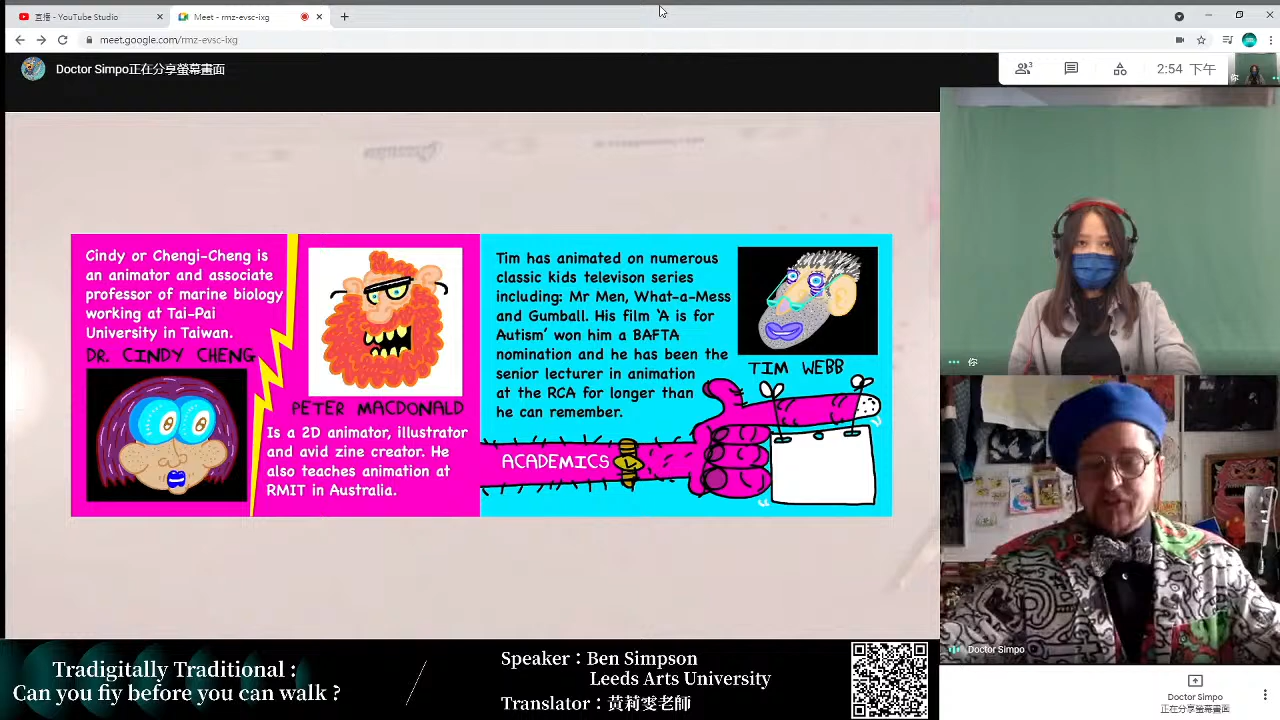 直播 - YouTube Studio
Meet - rmz-evsc-ixg
meet.google.com/rmz-evsc-ixg
Doctor Simpo正在分享螢幕畫面
3
2:54 下午
你
你
Cindy or Chengi-Cheng is
an animator and associate
professor of marine biology
working at Tai-Pai
University in Taiwan.
DR. CINDY CHENG
PETER MACDONALD
Is a 2D animator, illustrator
and avid zine creator. He
also teaches animation at
RMIT in Australia.
Tim has animated on numerous
classic kids televison series
including: Mr Men, What-a-Mess
and Gumball. His film 'A is for
Autism' won him a BAFTA
nomination and he has been the
senior lecturer in animation
at the RCA for longer than
he can remember.
TIM WEBB
ACADEMICS
Doctor Simpo
Tradigitally Traditional :
Can you fiy before you can walk ?
Speaker：Ben Simpson
Leeds Arts University
Translator：黃莉雯老師
Doctor Simpo
正在分享螢幕畫面